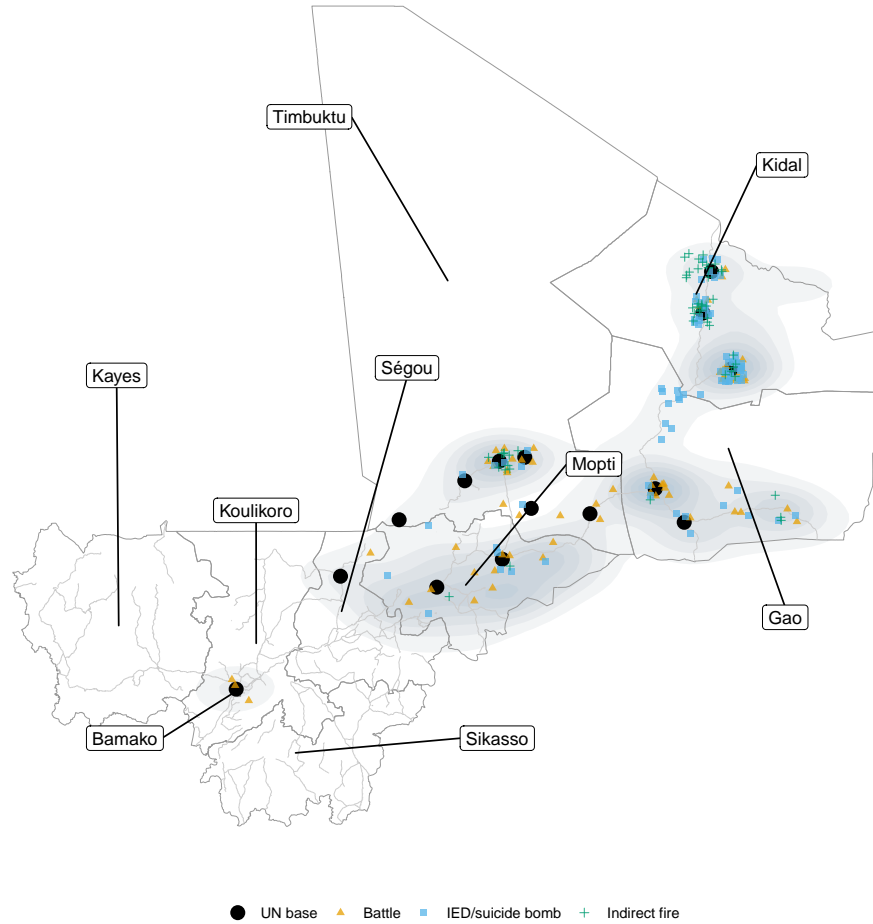 Timbuktu
Kidal
Kayes
Ségou
Mopti
Koulikoro
Gao
Bamako
Sikasso
UN base Battle IED/suicide bomb Indirect fire